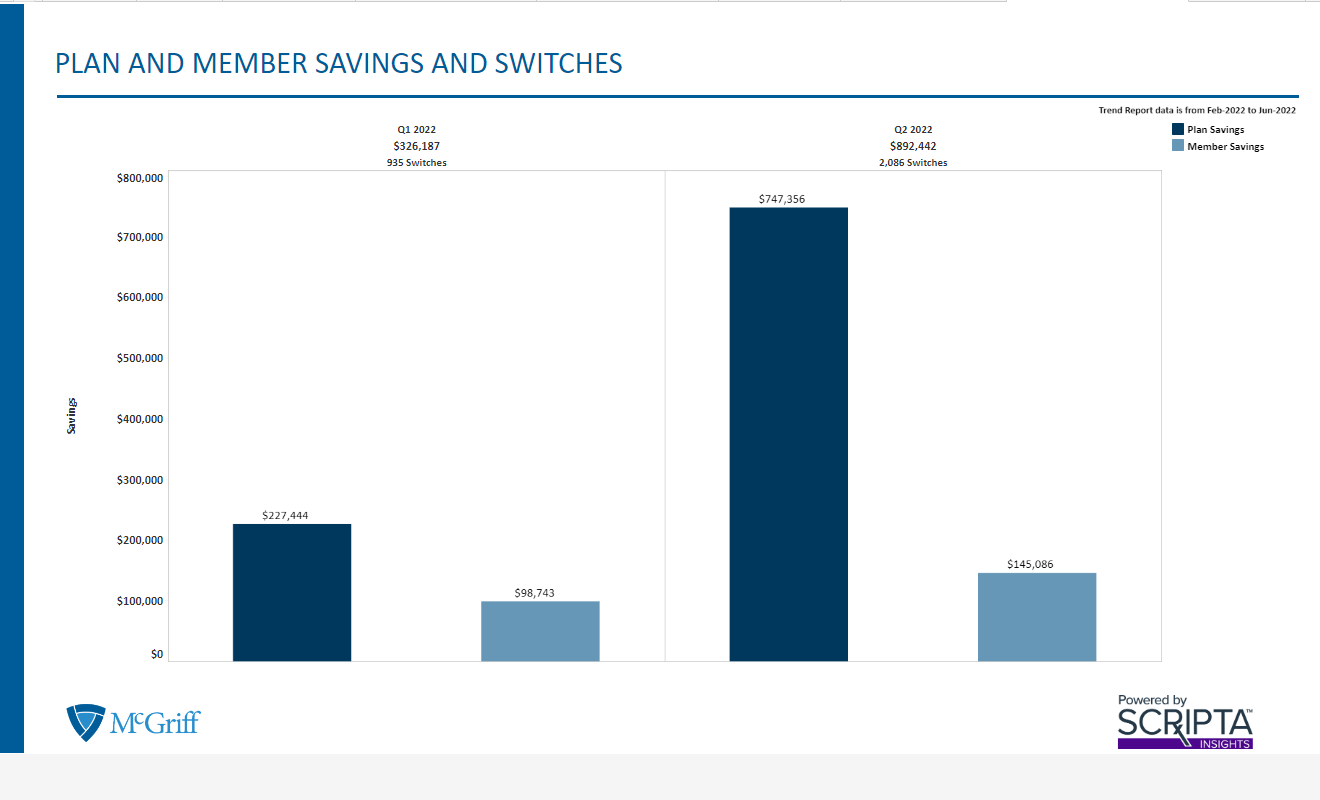 PLAN AND MEMBER SAVINGS AND SWITCHES
Trend Report data is from Feb-2022 to Jun-2022
Q1 2022
$326,187
935 Switches
Q2 2022
$892,442
2,086 Switches
Plan Savings
Member Savings
Savings
$800,000
$700,000
$600,000
$500,000
$400,000
$300,000
$200,000
$100,000
$0
$227,444
$98,743
$747,356
$145,086
McGriff
Powered by
SCRIPTA™
INSIGHTS